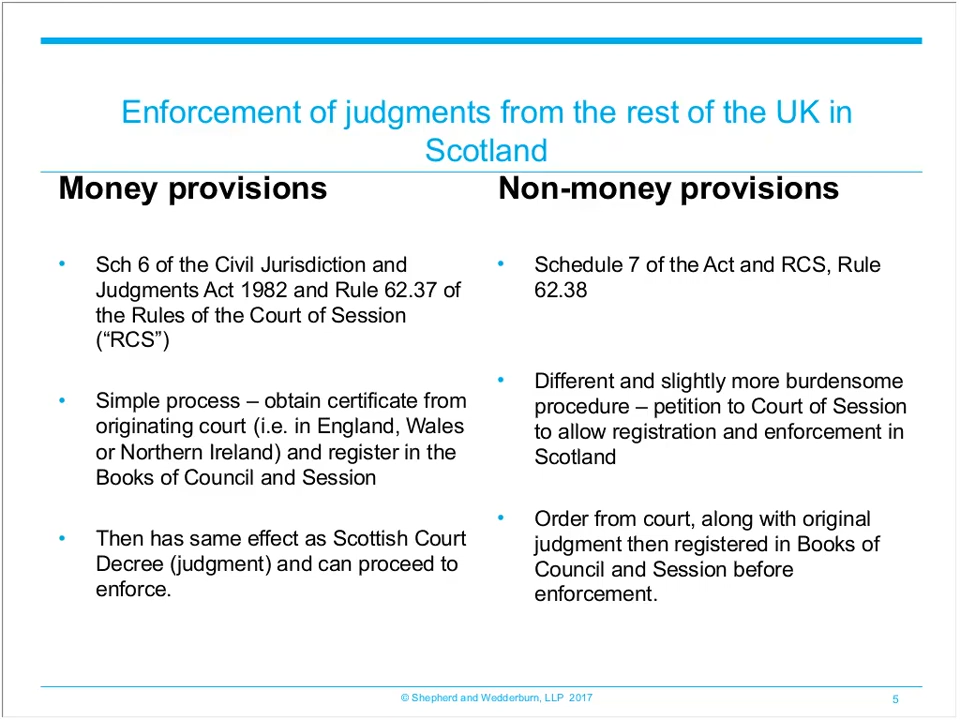 Enforcement of judgments from the rest of the UK in
Scotland
Money provisions
• Sch 6 of the Civil Jurisdiction and
Judgments Act 1982 and Rule 62.37 of
the Rules of the Court of Session
(“RCS”)
• Simple process – obtain certificate from
originating court (i.e. in England, Wales
or Northern Ireland) and register in the
Books of Council and Session
• Then has same effect as Scottish Court
Decree (judgment) and can proceed to
enforce.
Non-money provisions
• Schedule 7 of the Act and RCS, Rule
62.38
• Different and slightly more burdensome
procedure – petition to Court of Session
to allow registration and enforcement in
Scotland
• Order from court, along with original
judgment then registered in Books of
Council and Session before
enforcement.
© Shepherd and Wedderburn, LLP 2017
5